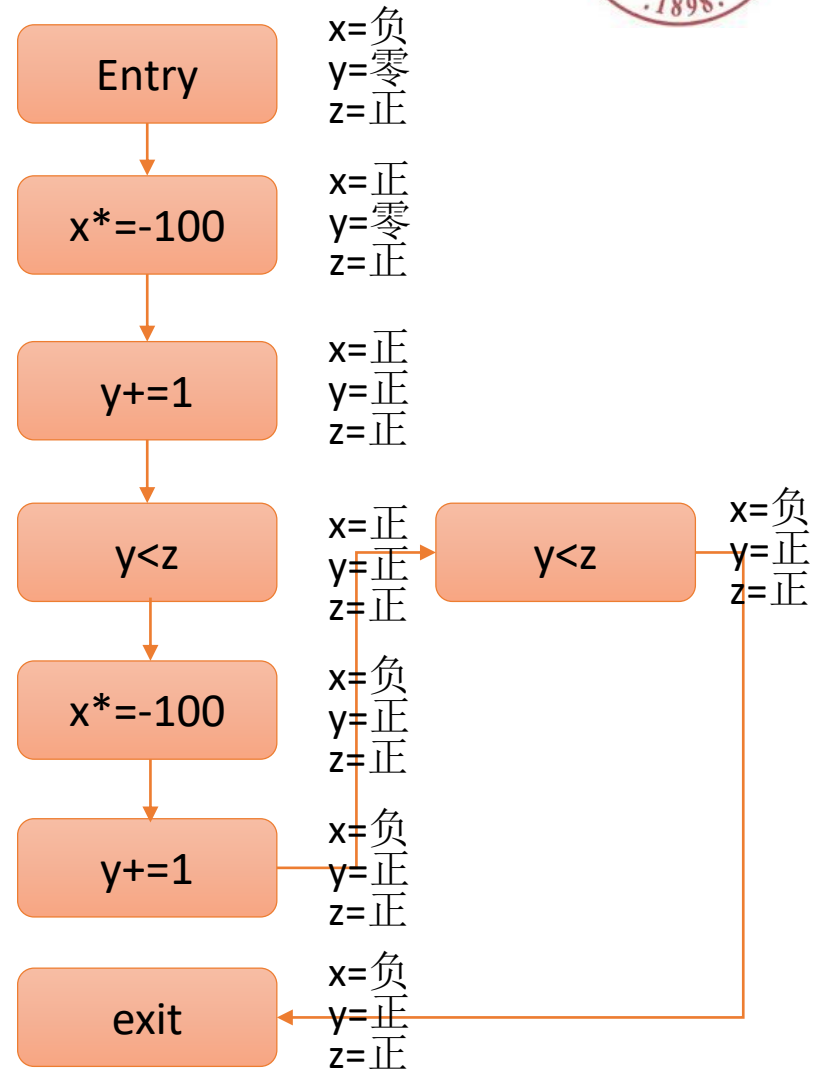 ·1898·
Entry
x=负
y=零
z=正
x*=-100
x=正
y=零
z=正
y+=1
x=正
y=正
z=正
y<z
x=正
y=正
z=正
y<z
x=负
y=正
z=正
x*=-100
x=负
y=正
z=正
y+=1
x=负
y=正
z=正
exit
x=负
y=正
z=正